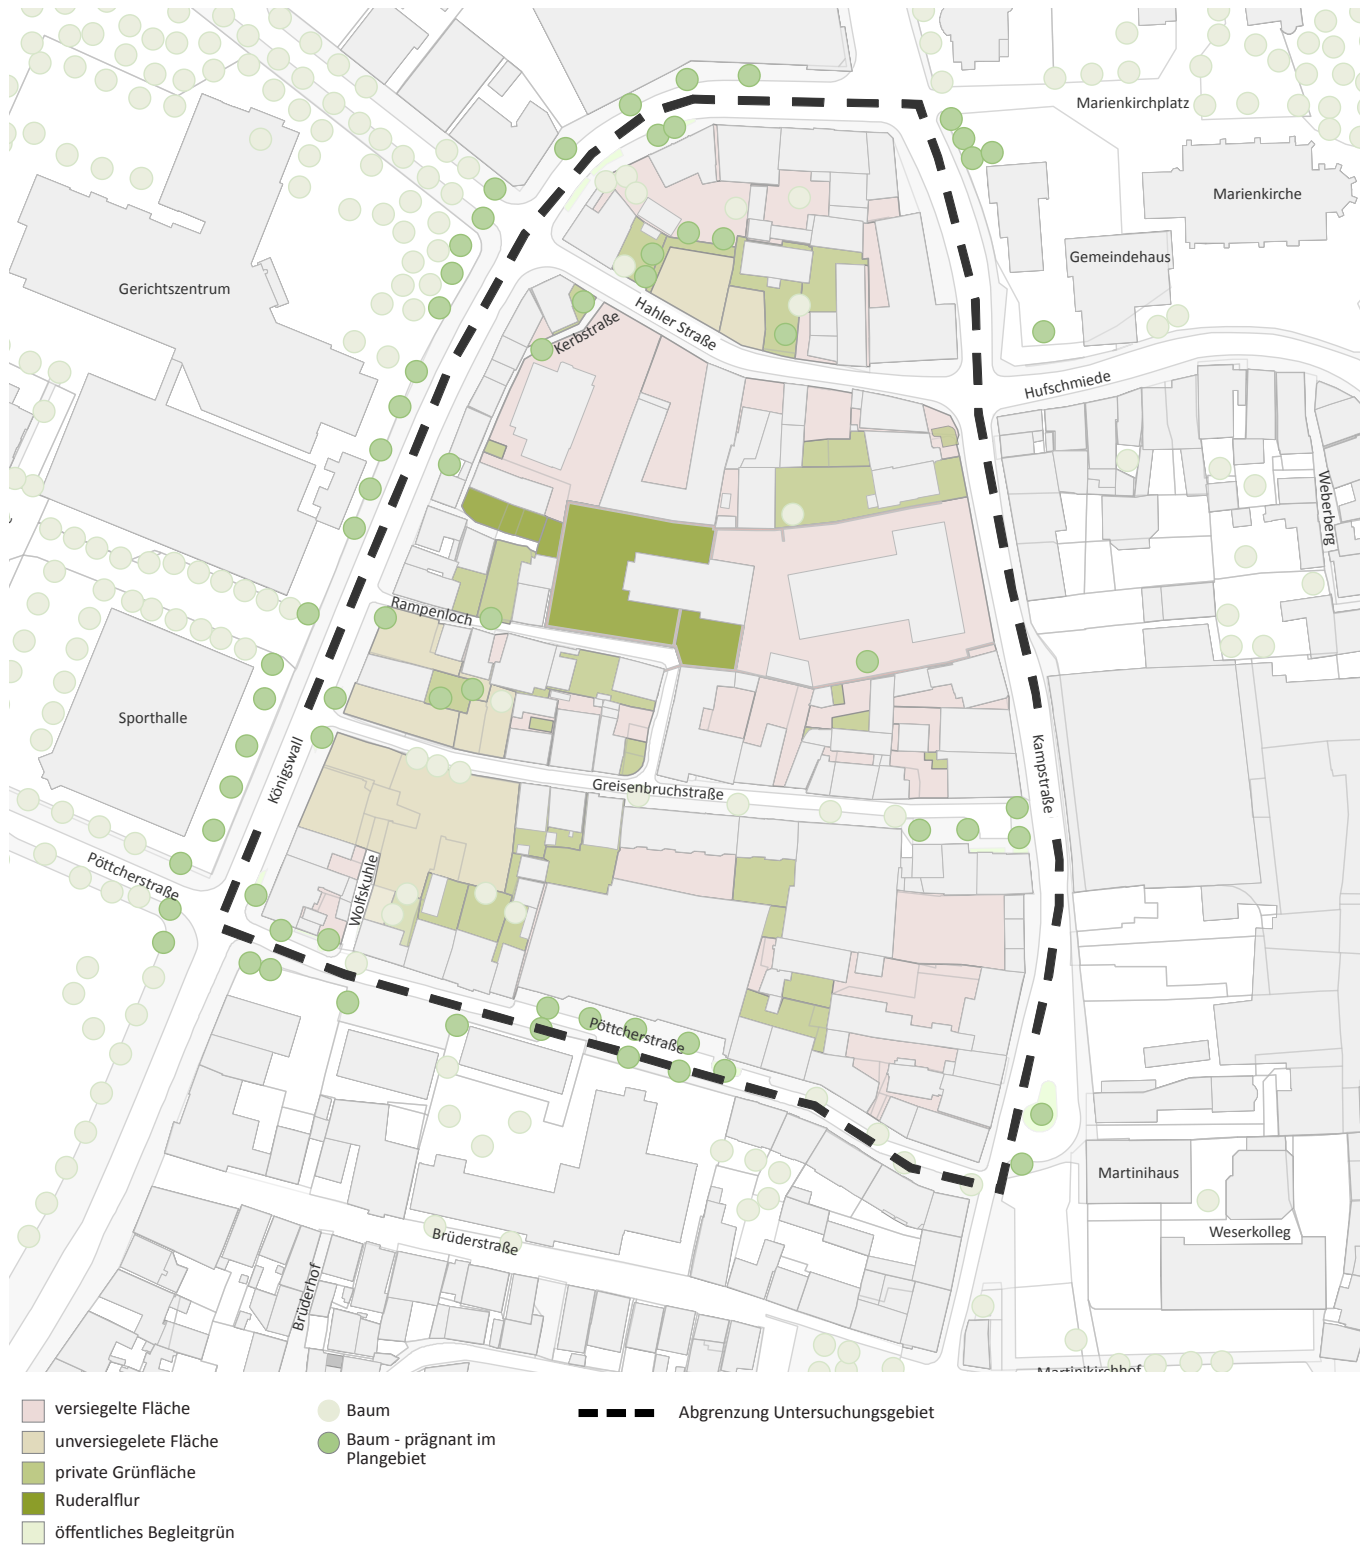 Marienkirchplatz
Marienkirche
Gemeindehaus
Gerichtszentrum
Hahler Straße
Kerbstraße
Hufschmiede
Weberberg
Rampenloch
Sporthalle
Königswall
Kampstraße
Greisenbruchstraße
Pöttcherstraße
Wolfskuhle
Pöttcherstraße
Martinihaus
Weserkolleg
Brüderstraße
Brüderhof
Martinikirchhof
versiegelte Fläche
unversiegelete Fläche
private Grünfläche
Ruderalflur
öffentliches Begleitgrün
Baum
Baum - prägnant im
Plangebiet
Abgrenzung Untersuchungsgebiet